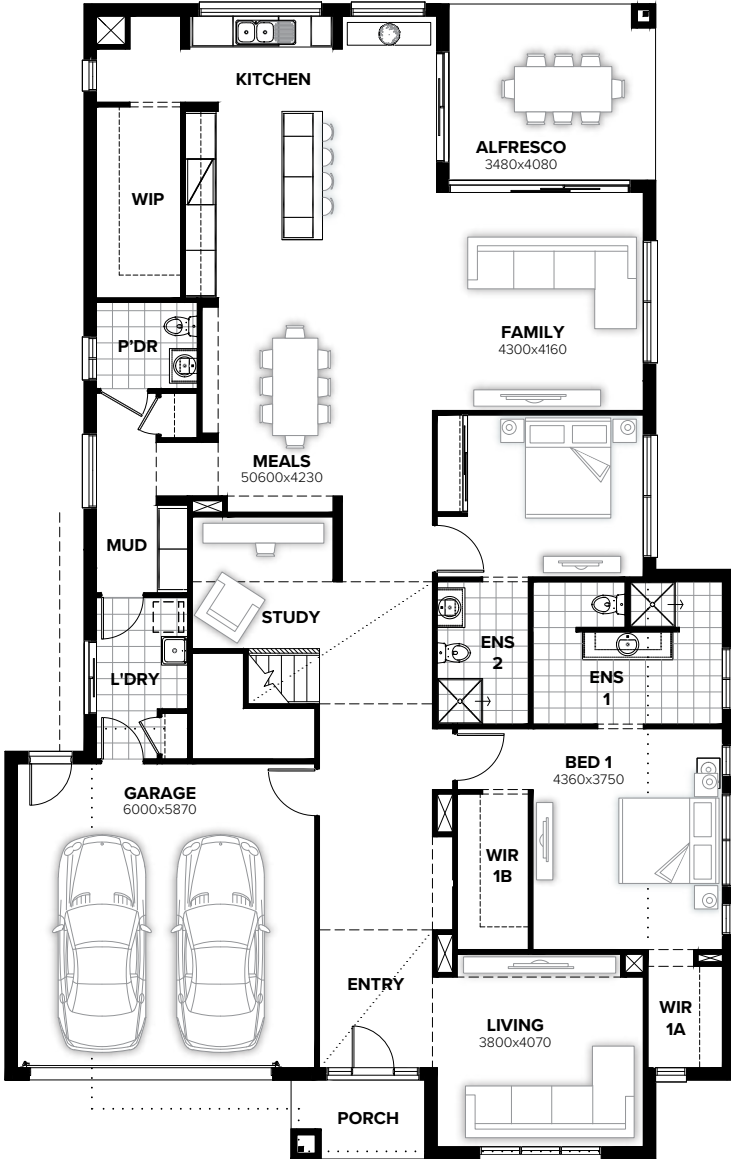 KITCHEN
ALFRESCO
3480x4080
WIP
FAMILY
4300x4160
P'DR
MEALS
50600x4230
MUD
STUDY
ENS
2
L'DRY
ENS
1
BED 1
4360x3750
GARAGE
6000x5870
WIR
1B
ENTRY
WIR
1A
LIVING
3800x4070
PORCH